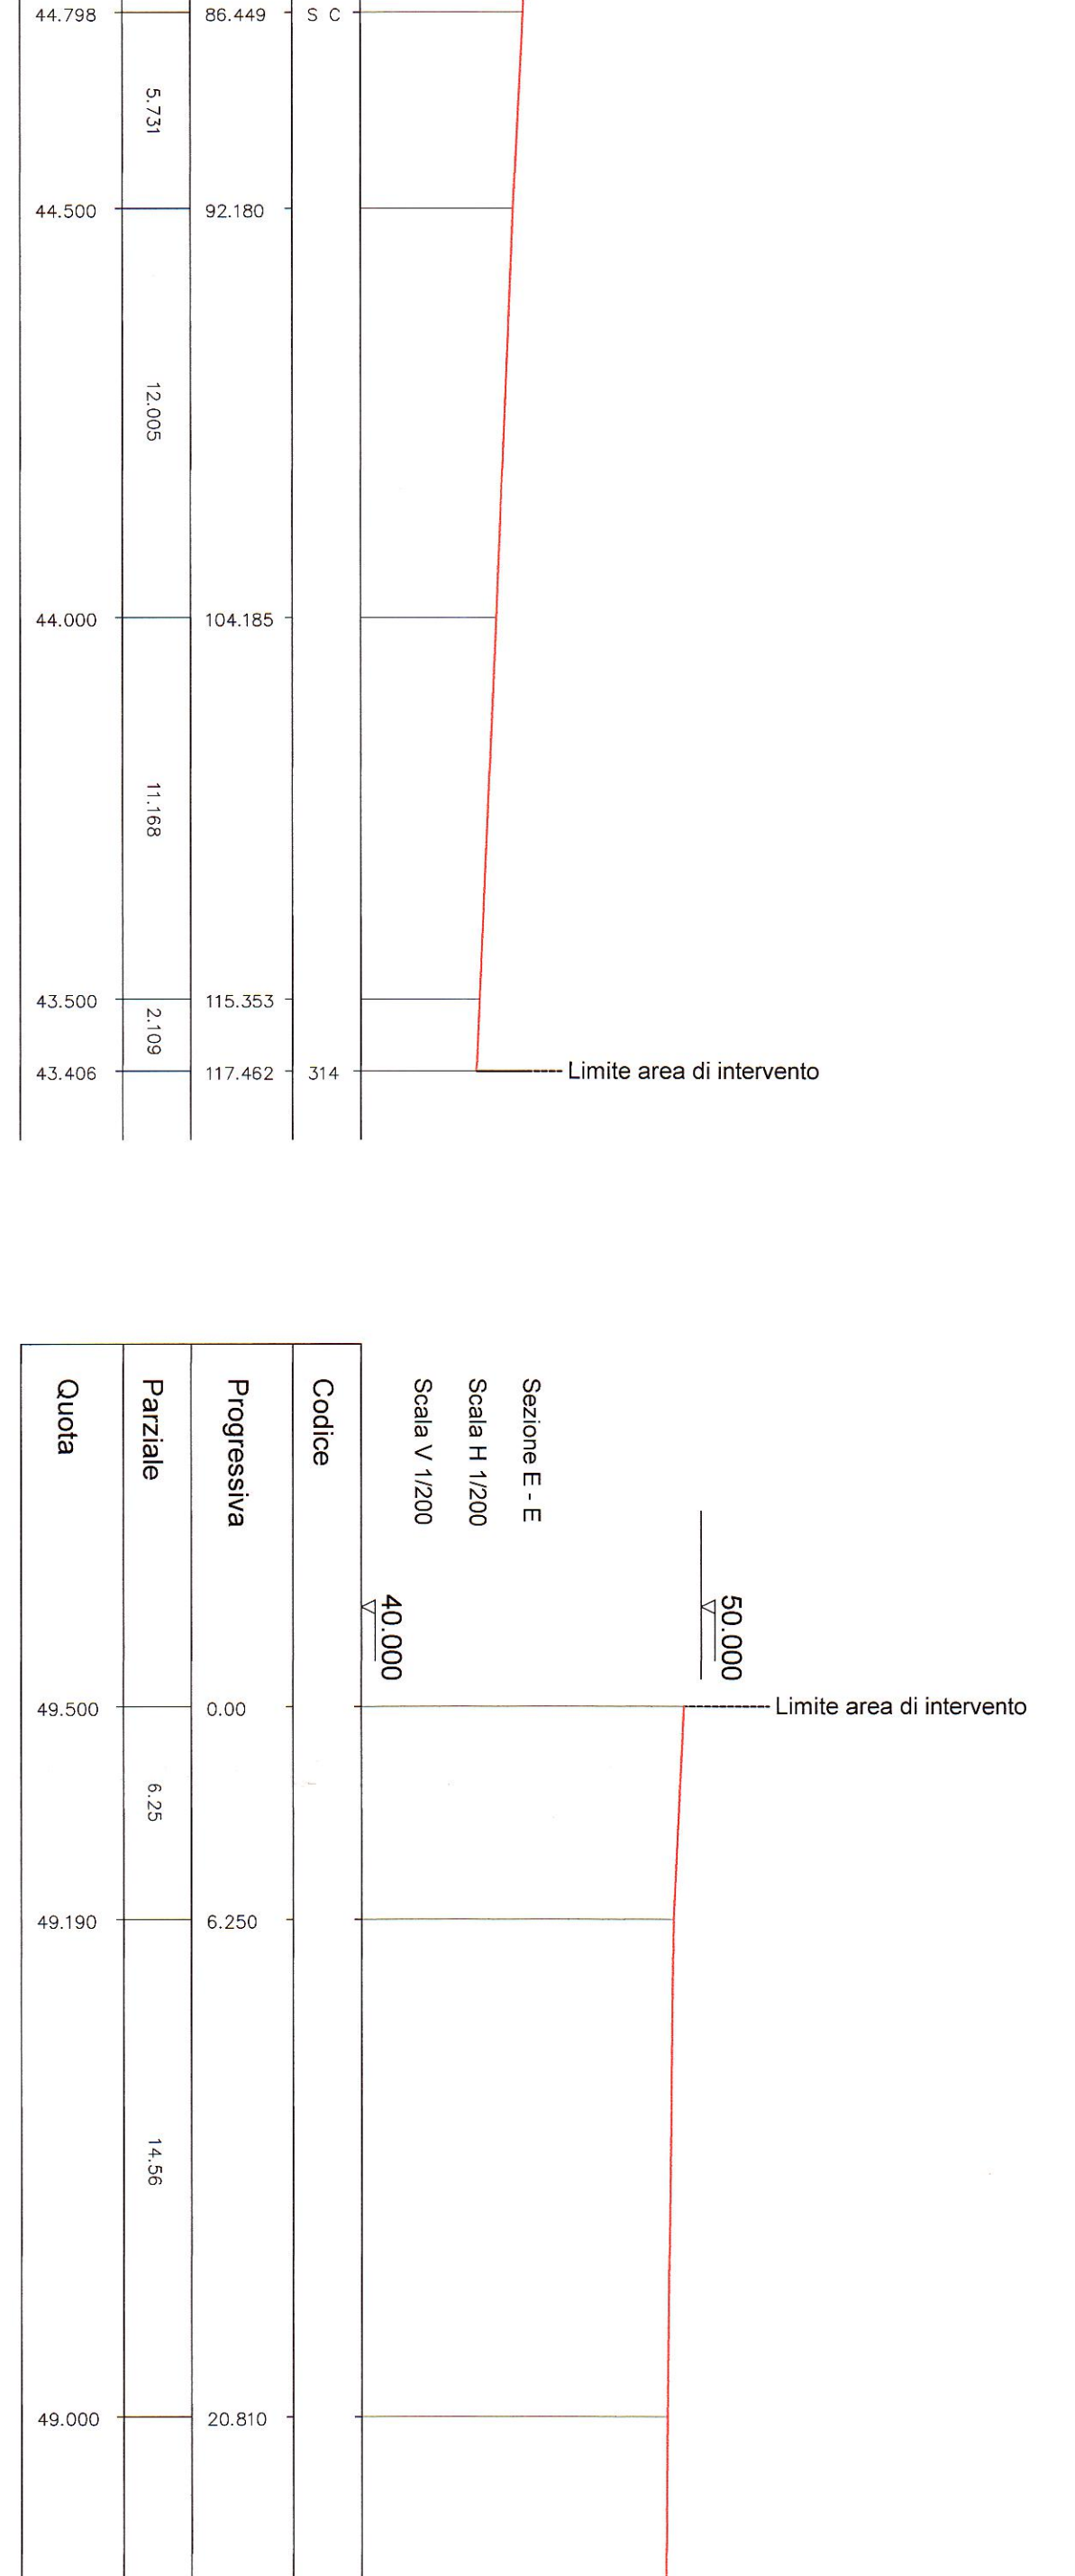 44.798 86.449 S C
5.731
44.500 92.180
12.005
44.000 104.185
11.168
43.500 115.353
2.109
43.406 117.462 314 Limite area di intervento
Sezione E - E
Scala H 1/200
Scala V 1/200
50.000
40.000
Codice
Progressiva
Parziale
Quota
49.500 0.00 Limite area di intervento
6.25
49.190 6.250
14.56
49.000 20.810